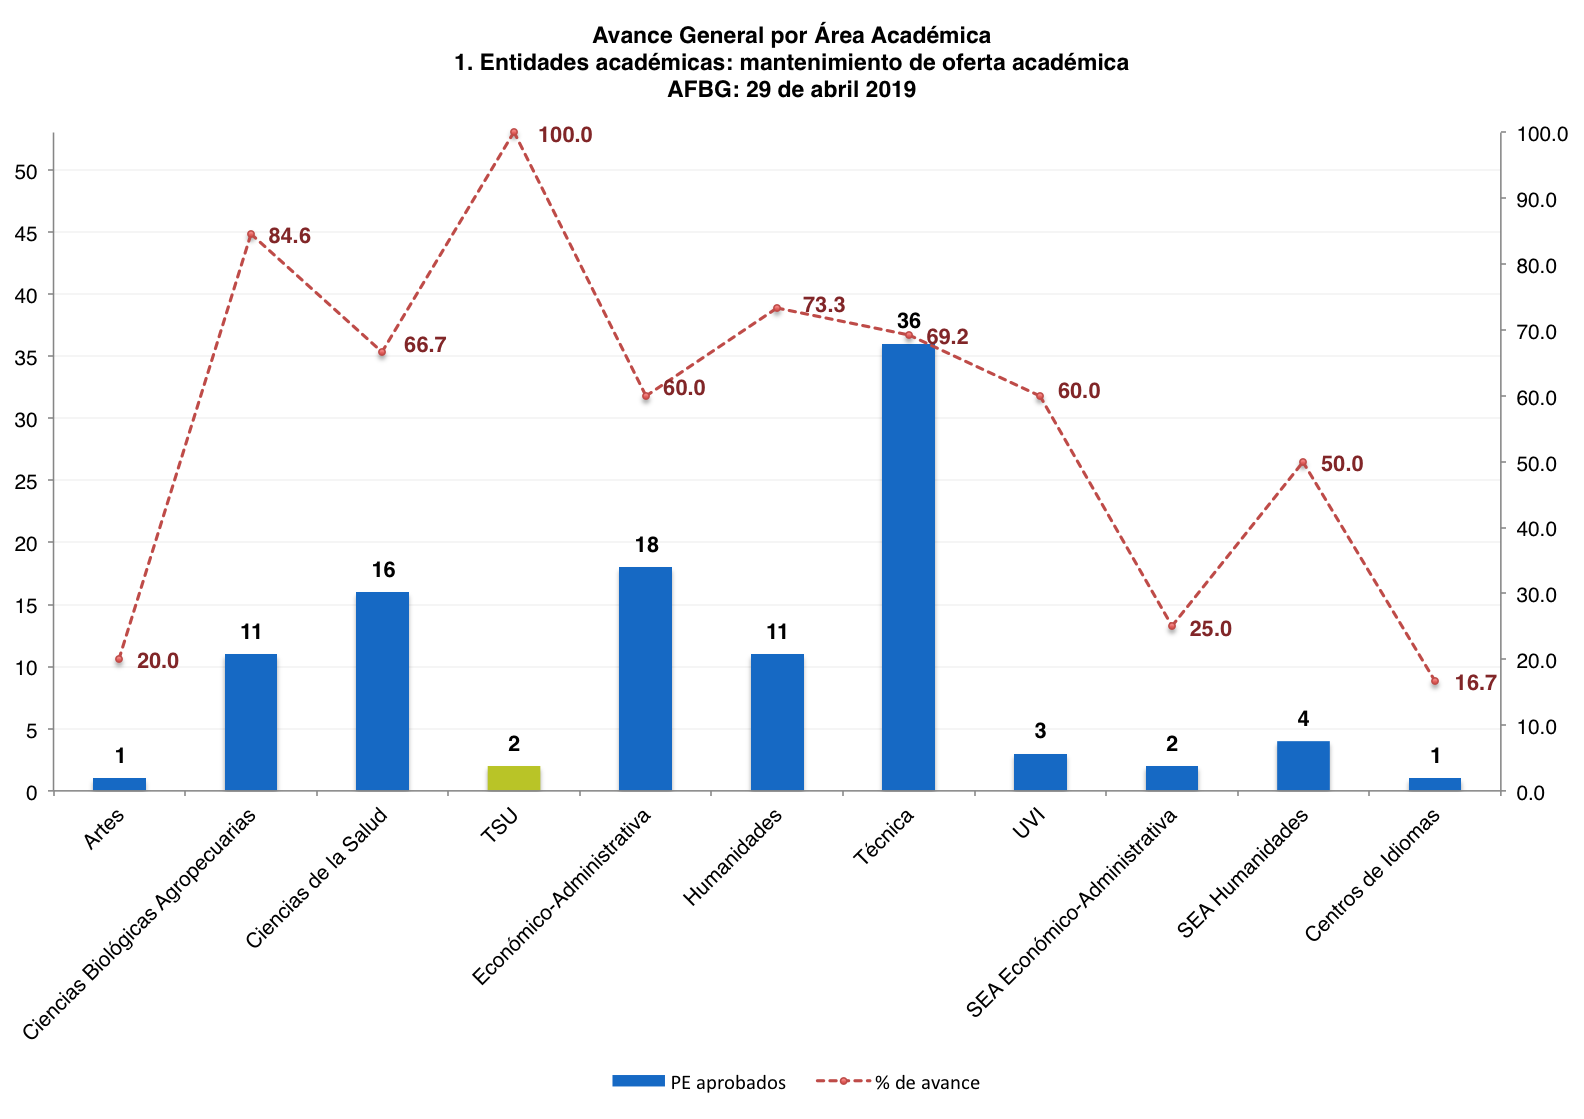 Avance General por Área Académica
1. Entidades académicas: mantenimiento de oferta académica
AFBG: 29 de abril 2019
50
45
40
35
30
25
20
15
10
5
0
100.0
90.0
80.0
70.0
60.0
50.0
40.0
30.0
20.0
10.0
0.0
20.0
84.6
66.7
100.0
60.0
73.3
69.2
60.0
25.0
50.0
16.7
1
11
16
2
18
11
36
3
2
4
1
Artes
Ciencias Biológicas Agropecuarias
Ciencias de la Salud
TSU
Económico-Administrativa
Humanidades
Técnica
UVI
SEA Económico-Administrativa
SEA Humanidades
Centros de Idiomas
PE aprobados
% de avance